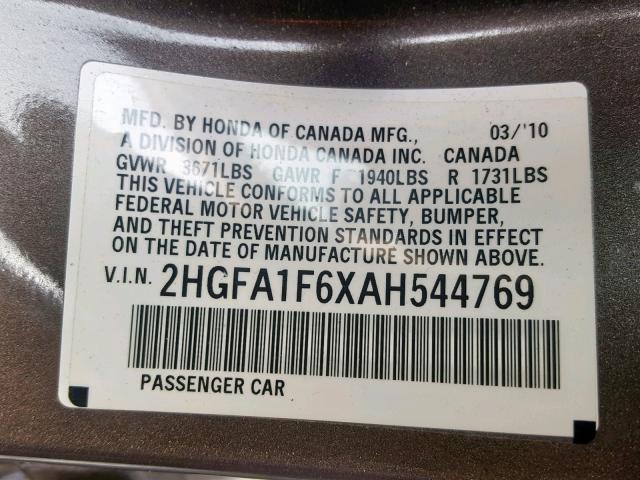 MFD. BY HONDA OF CANADA MFG., 03/'10
A DIVISION OF HONDA CANADA INC. CANADA
GVWR 3671LBS GAWR F 1940LBS R 1731LBS
THIS VEHICLE CONFORMS TO ALL APPLICABLE
FEDERAL MOTOR VEHICLE SAFETY, BUMPER,
AND THEFT PREVENTION STANDARDS IN EFFECT
ON THE DATE OF MANUFACTURE SHOWN ABOVE.
V.I.N. 2HGFA1F6XAH544769
PASSENGER CAR